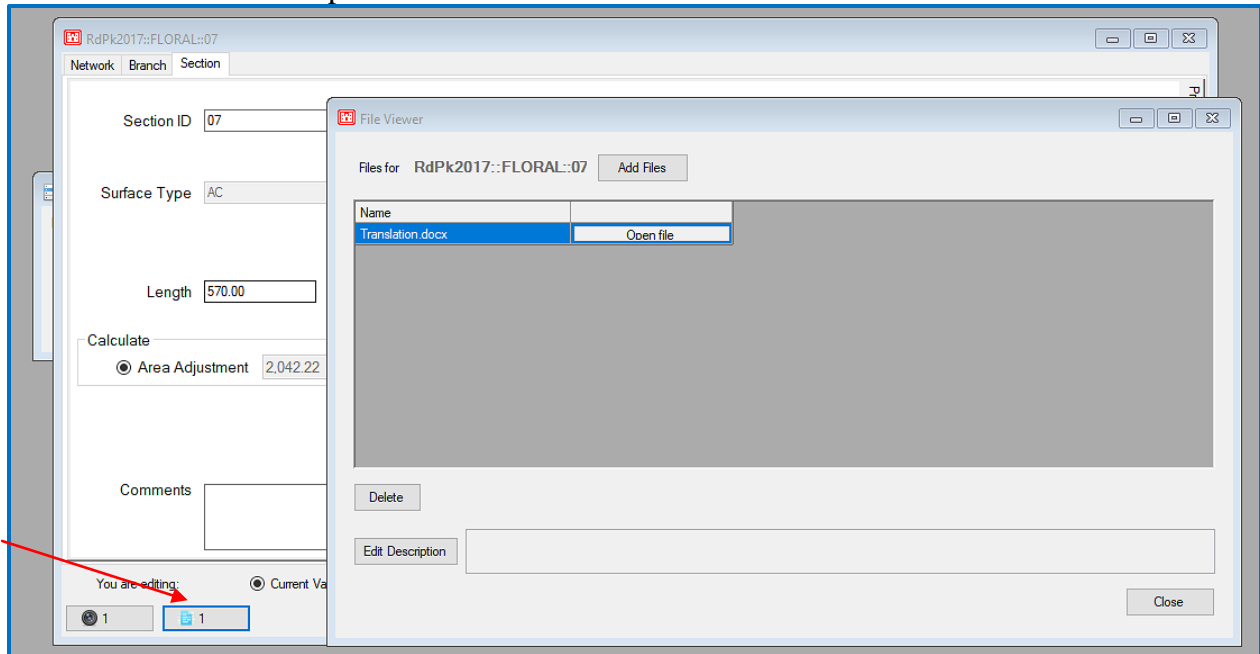 RdPk2017::FLORAL::07
Network Branch Section
Section ID 07
Surface Type AC
Length 570.00
Calculate
Area Adjustment 2,042.22
Comments
You are editing: Current Va
1 1
File Viewer
Files for RdPk2017::FLORAL::07 Add Files
Name
Translation.docx Open file
Delete
Edit Description
Close